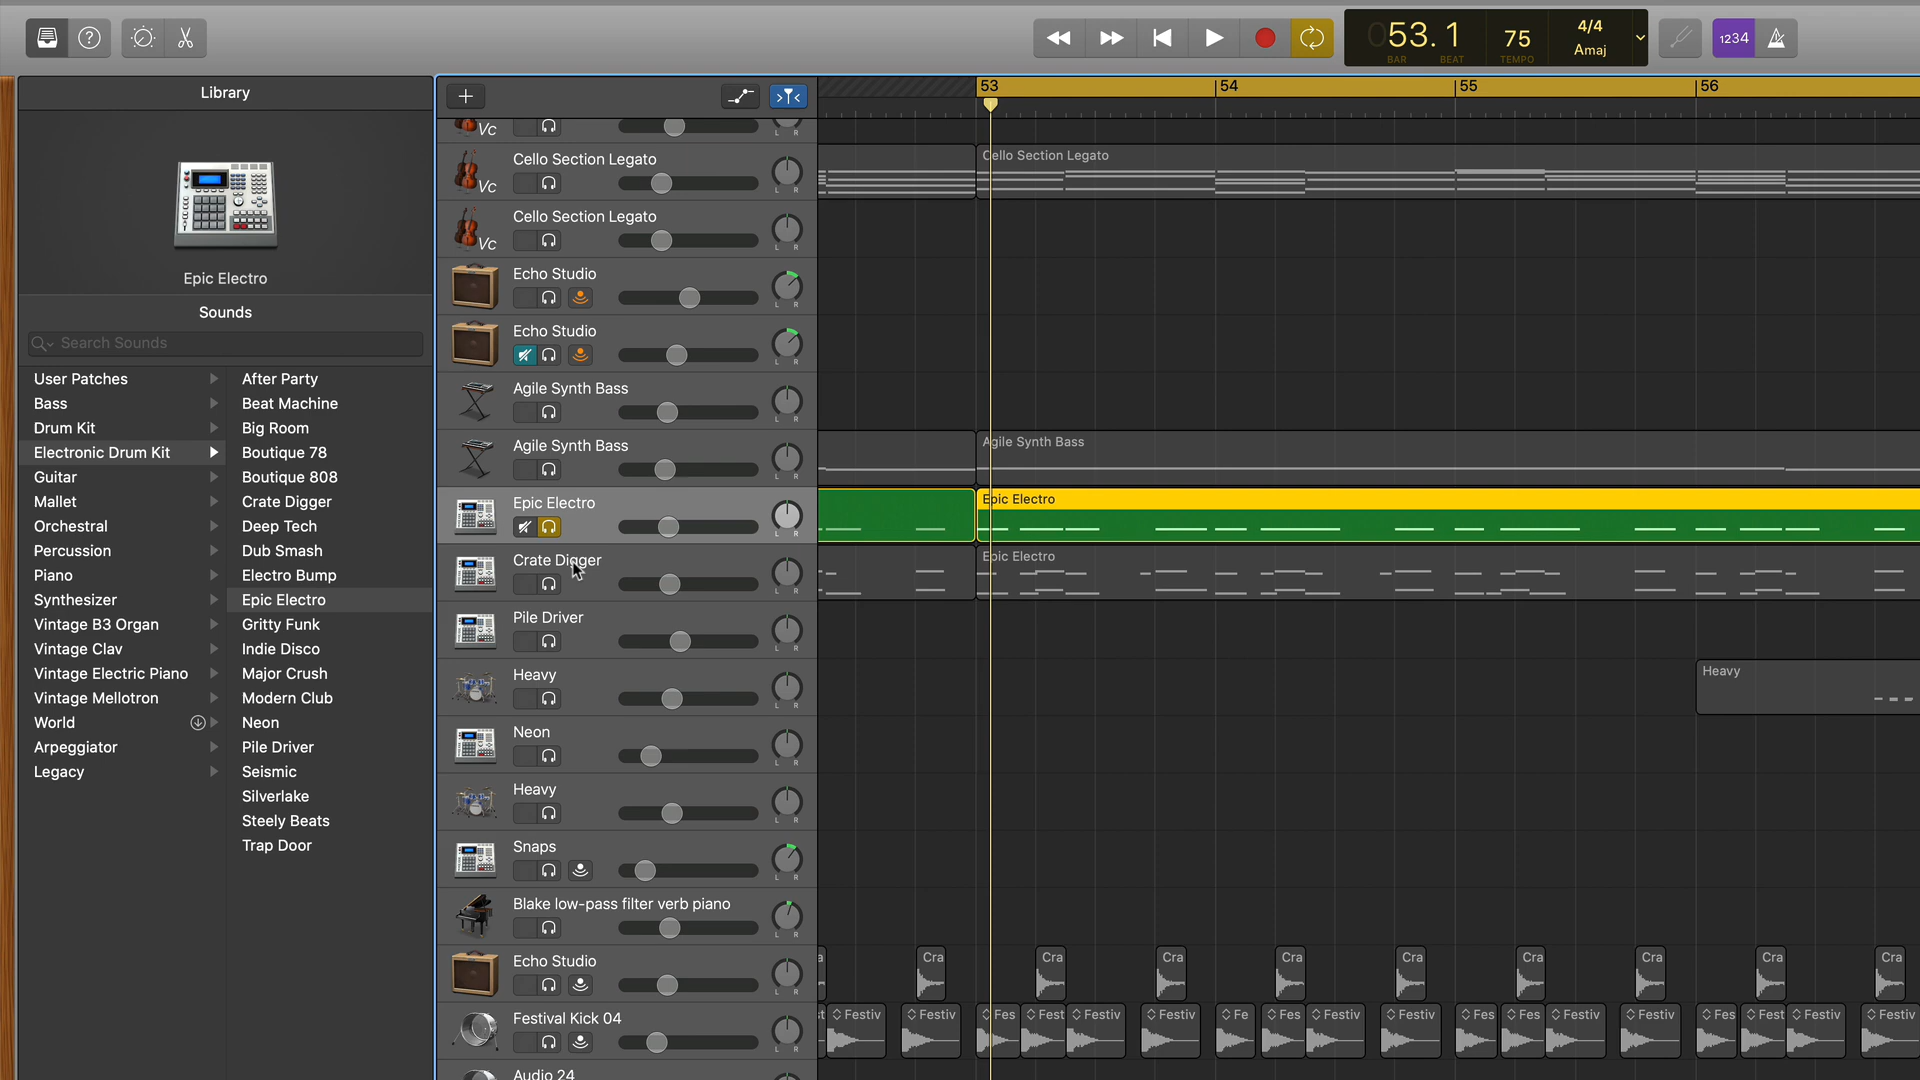 1234
53.1
BAR BEAT
75
TEMPO
4/4
Amaj
Library
Epic Electro
Sounds
Search Sounds
User Patches
Bass
Drum Kit
Electronic Drum Kit
Guitar
Mallet
Orchestral
Percussion
Piano
Synthesizer
Vintage B3 Organ
Vintage Clav
Vintage Electric Piano
Vintage Mellotron
World
Arpeggiator
Legacy
After Party
Beat Machine
Big Room
Boutique 78
Boutique 808
Crate Digger
Deep Tech
Dub Smash
Electro Bump
Epic Electro
Gritty Funk
Indie Disco
Major Crush
Modern Club
Neon
Pile Driver
Seismic
Silverlake
Steely Beats
Trap Door
Vc
L R
Cello Section Legato
Vc
L R
Cello Section Legato
Vc
L R
Echo Studio
L R
Echo Studio
L R
Agile Synth Bass
L R
Agile Synth Bass
L R
Epic Electro
L R
Crate Digger
L R
Pile Driver
L R
Heavy
L R
Neon
L R
Heavy
L R
Snaps
L R
Blake low-pass filter verb piano
L R
Echo Studio
L R
Festival Kick 04
L R
Audio 24
53 54 55 56
Cello Section Legato
Agile Synth Bass
Epic Electro
Epic Electro
Heavy
Cra Cra Cra Cra Cra Cra Cra Cra Cra
Festiv Festiv Fes Fest Festiv Festiv Fe Fes Festiv Festiv Fes Fes Festiv Festiv Fes Fest Festiv Festiv